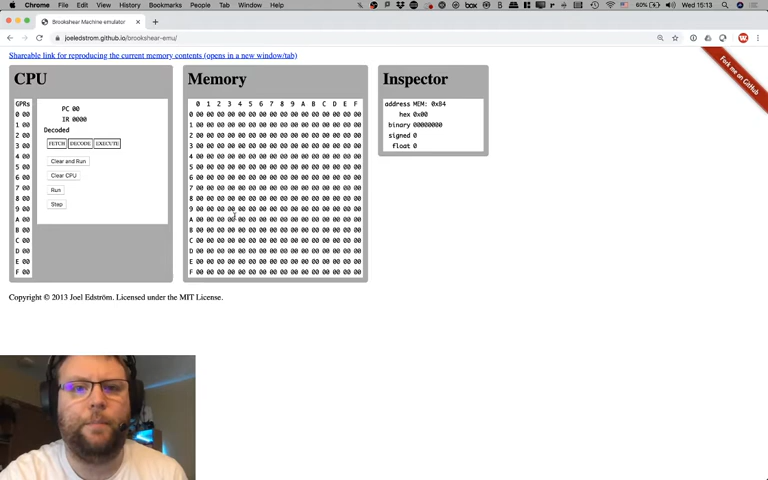 Chrome File Edit View History Bookmarks People Tab Window Help 60% Wed 15:13
Brookshear Machine emulator
joeledstrom.github.io/brookshear-emu/
Shareable link for reproducing the current memory contents (opens in a new window/tab)
Fork me on GitHub
CPU
GPRs
0 00
1 00
2 00
3 00
4 00
5 00
6 00
7 00
8 00
9 00
A 00
B 00
C 00
D 00
E 00
F 00
PC 00
IR 0000
Decoded
FETCH DECODE EXECUTE
Clear and Run
Clear CPU
Run
Step
Memory
0 1 2 3 4 5 6 7 8 9 A B C D E F
0 00 00 00 00 00 00 00 00 00 00 00 00 00 00 00 00
1 00 00 00 00 00 00 00 00 00 00 00 00 00 00 00 00
2 00 00 00 00 00 00 00 00 00 00 00 00 00 00 00 00
3 00 00 00 00 00 00 00 00 00 00 00 00 00 00 00 00
4 00 00 00 00 00 00 00 00 00 00 00 00 00 00 00 00
5 00 00 00 00 00 00 00 00 00 00 00 00 00 00 00 00
6 00 00 00 00 00 00 00 00 00 00 00 00 00 00 00 00
7 00 00 00 00 00 00 00 00 00 00 00 00 00 00 00 00
8 00 00 00 00 00 00 00 00 00 00 00 00 00 00 00 00
9 00 00 00 00 00 00 00 00 00 00 00 00 00 00 00 00
A 00 00 00 00 00 00 00 00 00 00 00 00 00 00 00 00
B 00 00 00 00 00 00 00 00 00 00 00 00 00 00 00 00
C 00 00 00 00 00 00 00 00 00 00 00 00 00 00 00 00
D 00 00 00 00 00 00 00 00 00 00 00 00 00 00 00 00
E 00 00 00 00 00 00 00 00 00 00 00 00 00 00 00 00
F 00 00 00 00 00 00 00 00 00 00 00 00 00 00 00 00
Inspector
address MEM: 0x84
hex 0x00
binary 00000000
signed 0
float 0
Copyright © 2013 Joel Edström. Licensed under the MIT License.